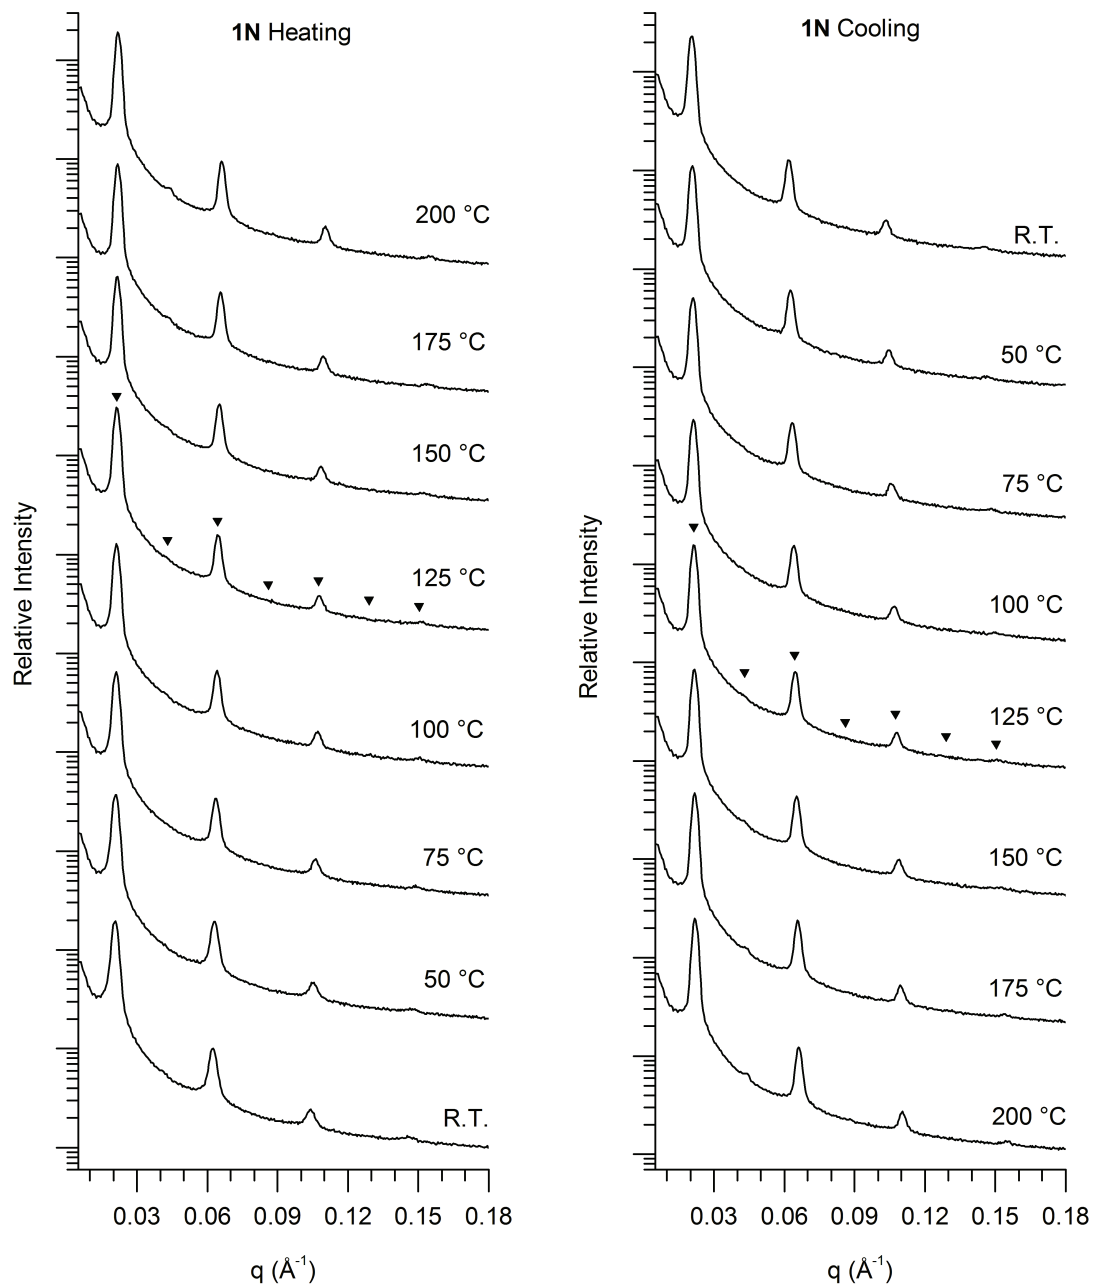 1N Heating
200 °C
175 °C
150 °C
125 °C
100 °C
75 °C
50 °C
R.T.
Relative Intensity
0.03 0.06 0.09 0.12 0.15 0.18
q (Å-1)
1N Cooling
R.T.
50 °C
75 °C
100 °C
125 °C
150 °C
175 °C
200 °C
Relative Intensity
0.03 0.06 0.09 0.12 0.15 0.18
q (Å-1)